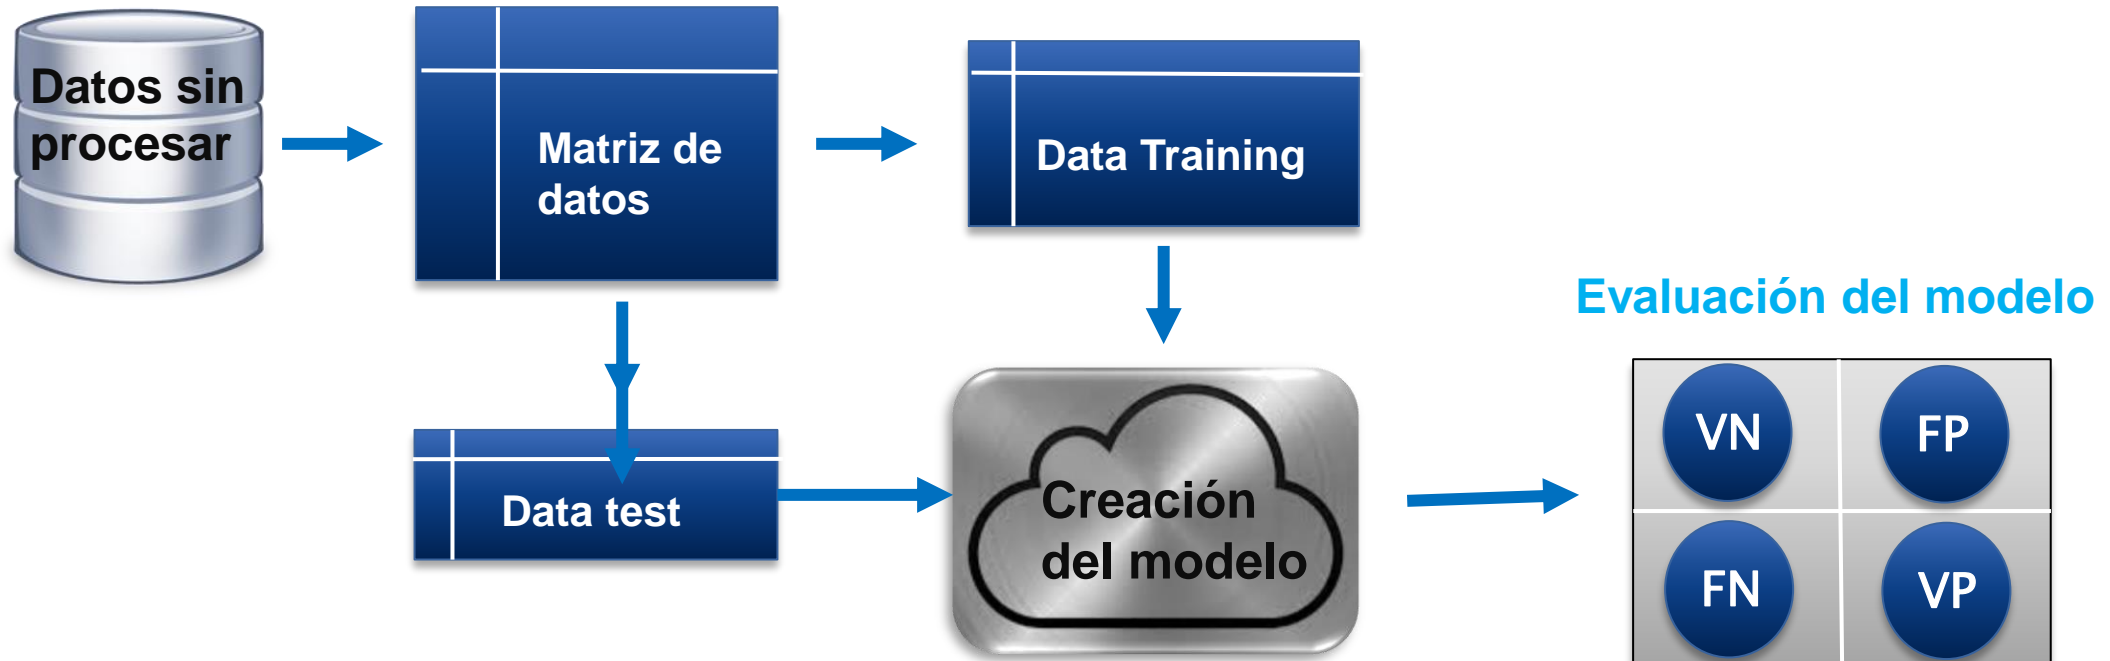 Datos sin
procesar
Matriz de
datos
Data Training
Data test
Creación
del modelo
Evaluación del modelo
VN
FP
FN
VP